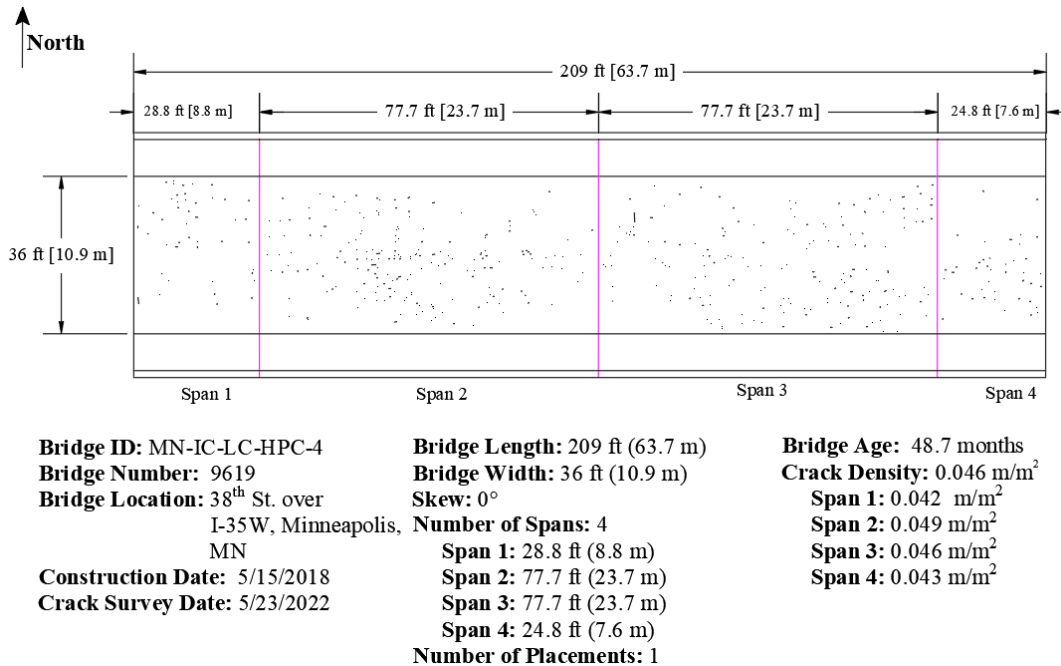 North
209 ft [63.7 m]
28.8 ft [8.8 m]
77.7 ft [23.7 m]
77.7 ft [23.7 m]
24.8 ft [7.6 m]
36 ft [10.9 m]
Span 1
Span 2
Span 3
Span 4
Bridge ID: MN-IC-LC-HPC-4
Bridge Number: 9619
Bridge Location: 38th St. over
I-35W, Minneapolis,
MN
Construction Date: 5/15/2018
Crack Survey Date: 5/23/2022
Bridge Length: 209 ft (63.7 m)
Bridge Width: 36 ft (10.9 m)
Skew: 0°
Number of Spans: 4
Span 1: 28.8 ft (8.8 m)
Span 2: 77.7 ft (23.7 m)
Span 3: 77.7 ft (23.7 m)
Span 4: 24.8 ft (7.6 m)
Number of Placements: 1
Bridge Age: 48.7 months
Crack Density: 0.046 m/m²
Span 1: 0.042 m/m²
Span 2: 0.049 m/m²
Span 3: 0.046 m/m²
Span 4: 0.043 m/m²